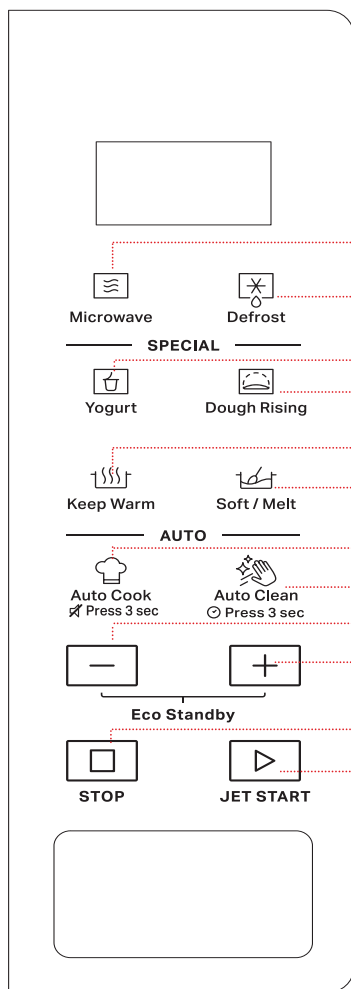 Microwave Defrost
SPECIAL
Yogurt Dough Rising
Keep Warm Soft / Melt
AUTO
Auto Cook Auto Clean
Press 3 sec Press 3 sec
Eco Standby
STOP JET START